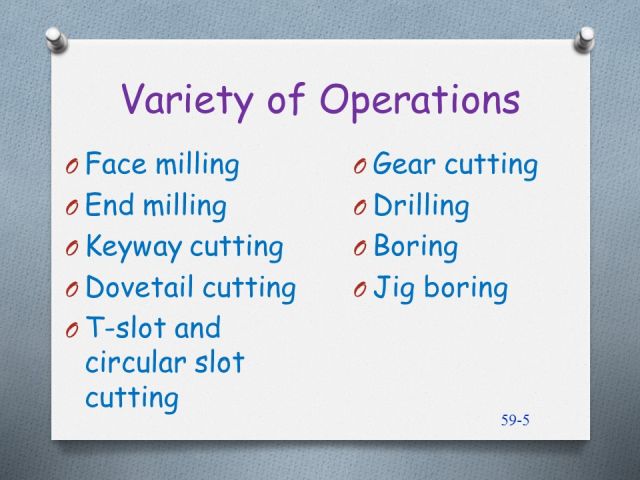 Variety of Operations
Face milling
End milling
Keyway cutting
Dovetail cutting
T-slot and
circular slot
cutting
Gear cutting
Drilling
Boring
Jig boring
59-5